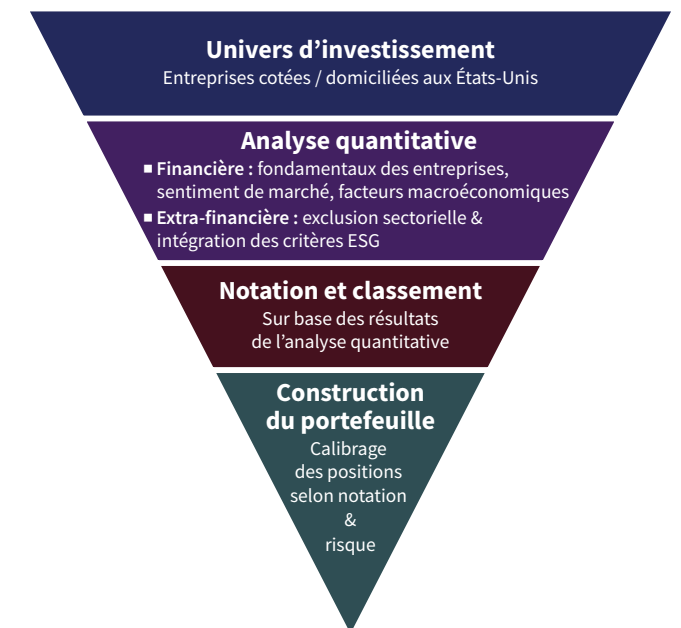 Univers d’investissement
Entreprises cotées / domiciliées aux États-Unis
Analyse quantitative
▪ Financière : fondamentaux des entreprises,
sentiment de marché, facteurs macroéconomiques
▪ Extra-financière : exclusion sectorielle &
intégration des critères ESG
Notation et classement
Sur base des résultats
de l’analyse quantitative
Construction
du portefeuille
Calibrage
des positions
selon notation
&
risque